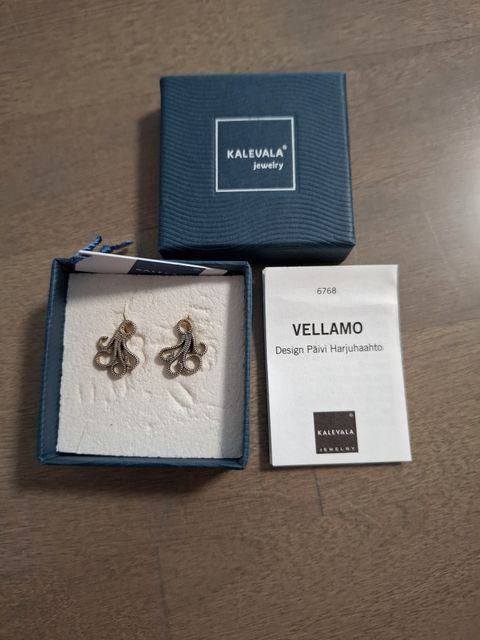 KALEVALA®
jewelry
6768
VELLAMO
Design Päivi Harjuhaahto
®
KALEVALA
JEWELRY